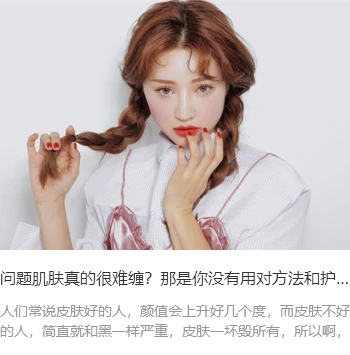 问题肌肤真的很难缠？那是你没有用对方法和护...
人们常说皮肤好的人，颜值会上升好几个度，而皮肤不好
的人，简直就和黑一样严重，皮肤一坏毁所有，所以啊，